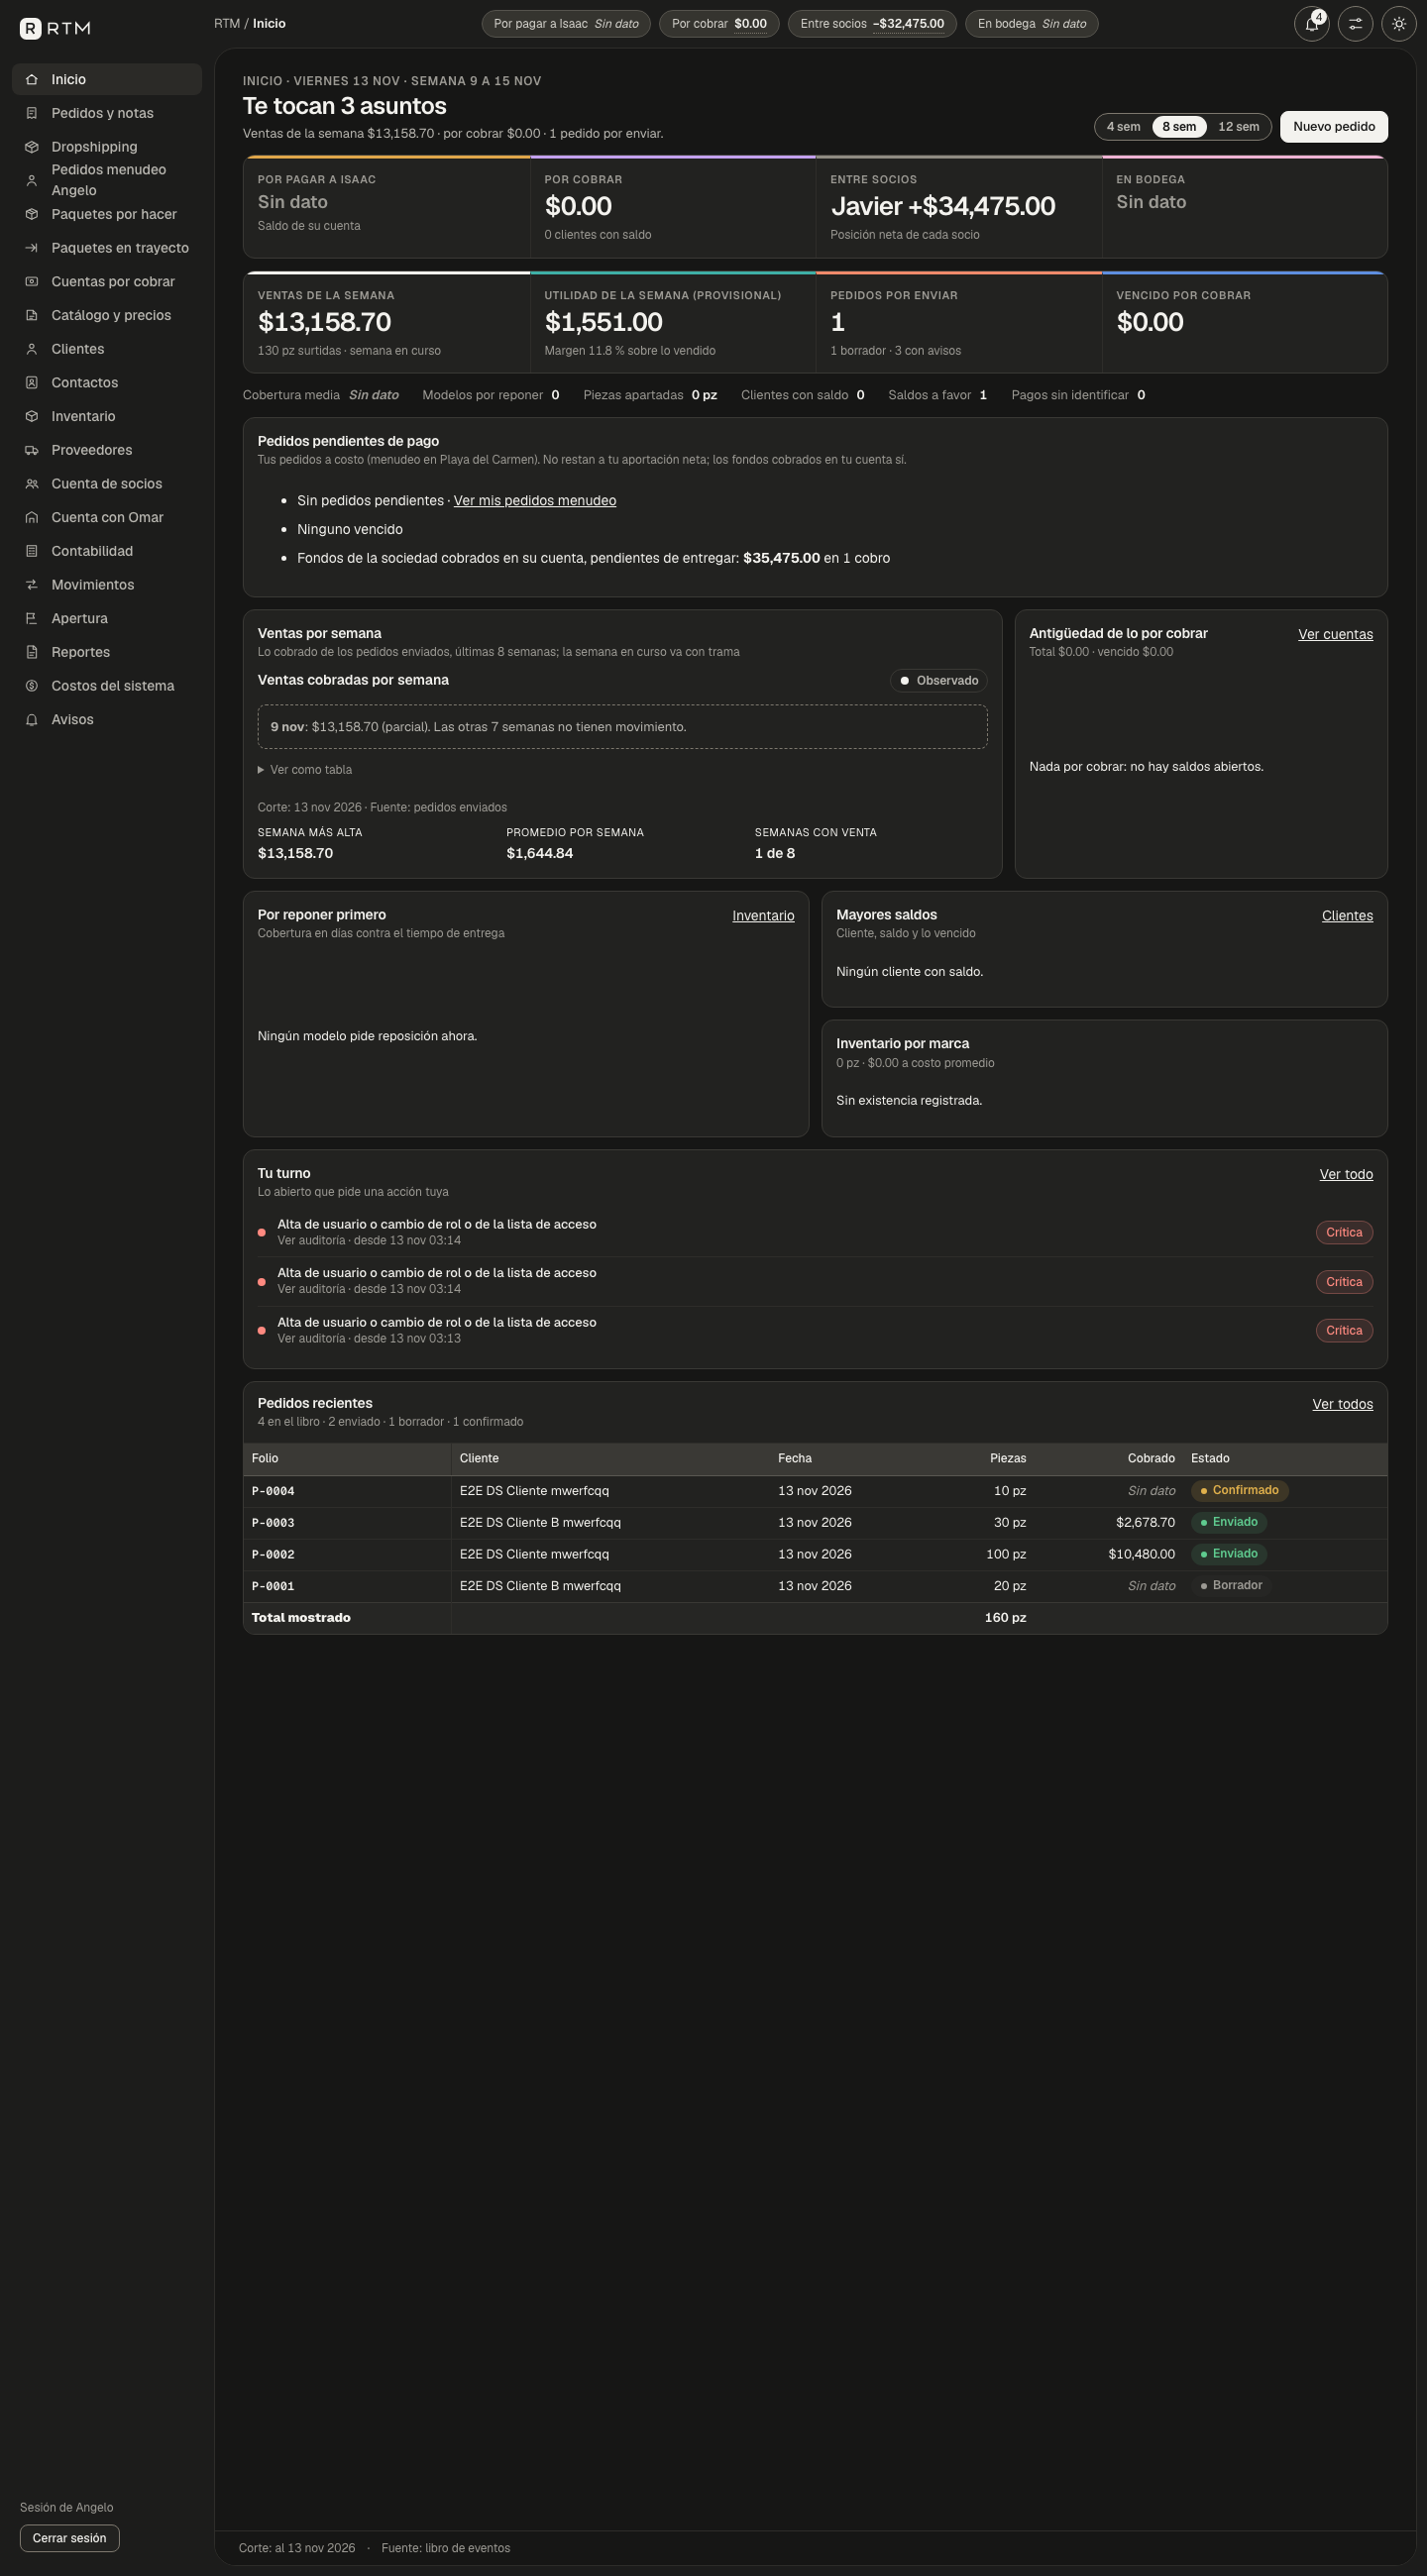 R RTM
RTM / Inicio
Por pagar a Isaac Sin dato
Por cobrar $0.00
Entre socios −$32,475.00
En bodega Sin dato
4
Inicio
Pedidos y notas
Dropshipping
Pedidos menudeo
Angelo
Paquetes por hacer
Paquetes en trayecto
Cuentas por cobrar
Catálogo y precios
Clientes
Contactos
Inventario
Proveedores
Cuenta de socios
Cuenta con Omar
Contabilidad
Movimientos
Apertura
Reportes
Costos del sistema
Avisos
Sesión de Angelo
Cerrar sesión
INICIO · VIERNES 13 NOV · SEMANA 9 A 15 NOV
Te tocan 3 asuntos
Ventas de la semana $13,158.70 · por cobrar $0.00 · 1 pedido por enviar.
4 sem 8 sem 12 sem
Nuevo pedido
POR PAGAR A ISAAC
Sin dato
Saldo de su cuenta
POR COBRAR
$0.00
0 clientes con saldo
ENTRE SOCIOS
Javier +$34,475.00
Posición neta de cada socio
EN BODEGA
Sin dato
VENTAS DE LA SEMANA
$13,158.70
130 pz surtidas · semana en curso
UTILIDAD DE LA SEMANA (PROVISIONAL)
$1,551.00
Margen 11.8 % sobre lo vendido
PEDIDOS POR ENVIAR
1
1 borrador · 3 con avisos
VENCIDO POR COBRAR
$0.00
Cobertura media Sin dato Modelos por reponer 0 Piezas apartadas 0 pz Clientes con saldo 0 Saldos a favor 1 Pagos sin identificar 0
Pedidos pendientes de pago
Tus pedidos a costo (menudeo en Playa del Carmen). No restan a tu aportación neta; los fondos cobrados en tu cuenta sí.
• Sin pedidos pendientes · Ver mis pedidos menudeo
• Ninguno vencido
• Fondos de la sociedad cobrados en su cuenta, pendientes de entregar: $35,475.00 en 1 cobro
Ventas por semana
Lo cobrado de los pedidos enviados, últimas 8 semanas; la semana en curso va con trama
Ventas cobradas por semana
Observado
9 nov: $13,158.70 (parcial). Las otras 7 semanas no tienen movimiento.
Ver como tabla
Corte: 13 nov 2026 · Fuente: pedidos enviados
SEMANA MÁS ALTA
$13,158.70
PROMEDIO POR SEMANA
$1,644.84
SEMANAS CON VENTA
1 de 8
Antigüedad de lo por cobrar
Ver cuentas
Total $0.00 · vencido $0.00
Nada por cobrar: no hay saldos abiertos.
Por reponer primero
Inventario
Cobertura en días contra el tiempo de entrega
Ningún modelo pide reposición ahora.
Mayores saldos
Clientes
Cliente, saldo y lo vencido
Ningún cliente con saldo.
Inventario por marca
0 pz · $0.00 a costo promedio
Sin existencia registrada.
Tu turno
Ver todo
Lo abierto que pide una acción tuya
Alta de usuario o cambio de rol o de la lista de acceso
Ver auditoría · desde 13 nov 03:14
Crítica
Alta de usuario o cambio de rol o de la lista de acceso
Ver auditoría · desde 13 nov 03:14
Crítica
Alta de usuario o cambio de rol o de la lista de acceso
Ver auditoría · desde 13 nov 03:13
Crítica
Pedidos recientes
Ver todos
4 en el libro · 2 enviado · 1 borrador · 1 confirmado
Folio Cliente Fecha Piezas Cobrado Estado
P-0004 E2E DS Cliente mwerfcqq 13 nov 2026 10 pz Sin dato Confirmado
P-0003 E2E DS Cliente B mwerfcqq 13 nov 2026 30 pz $2,678.70 Enviado
P-0002 E2E DS Cliente mwerfcqq 13 nov 2026 100 pz $10,480.00 Enviado
P-0001 E2E DS Cliente B mwerfcqq 13 nov 2026 20 pz Sin dato Borrador
Total mostrado 160 pz
Corte: al 13 nov 2026 · Fuente: libro de eventos